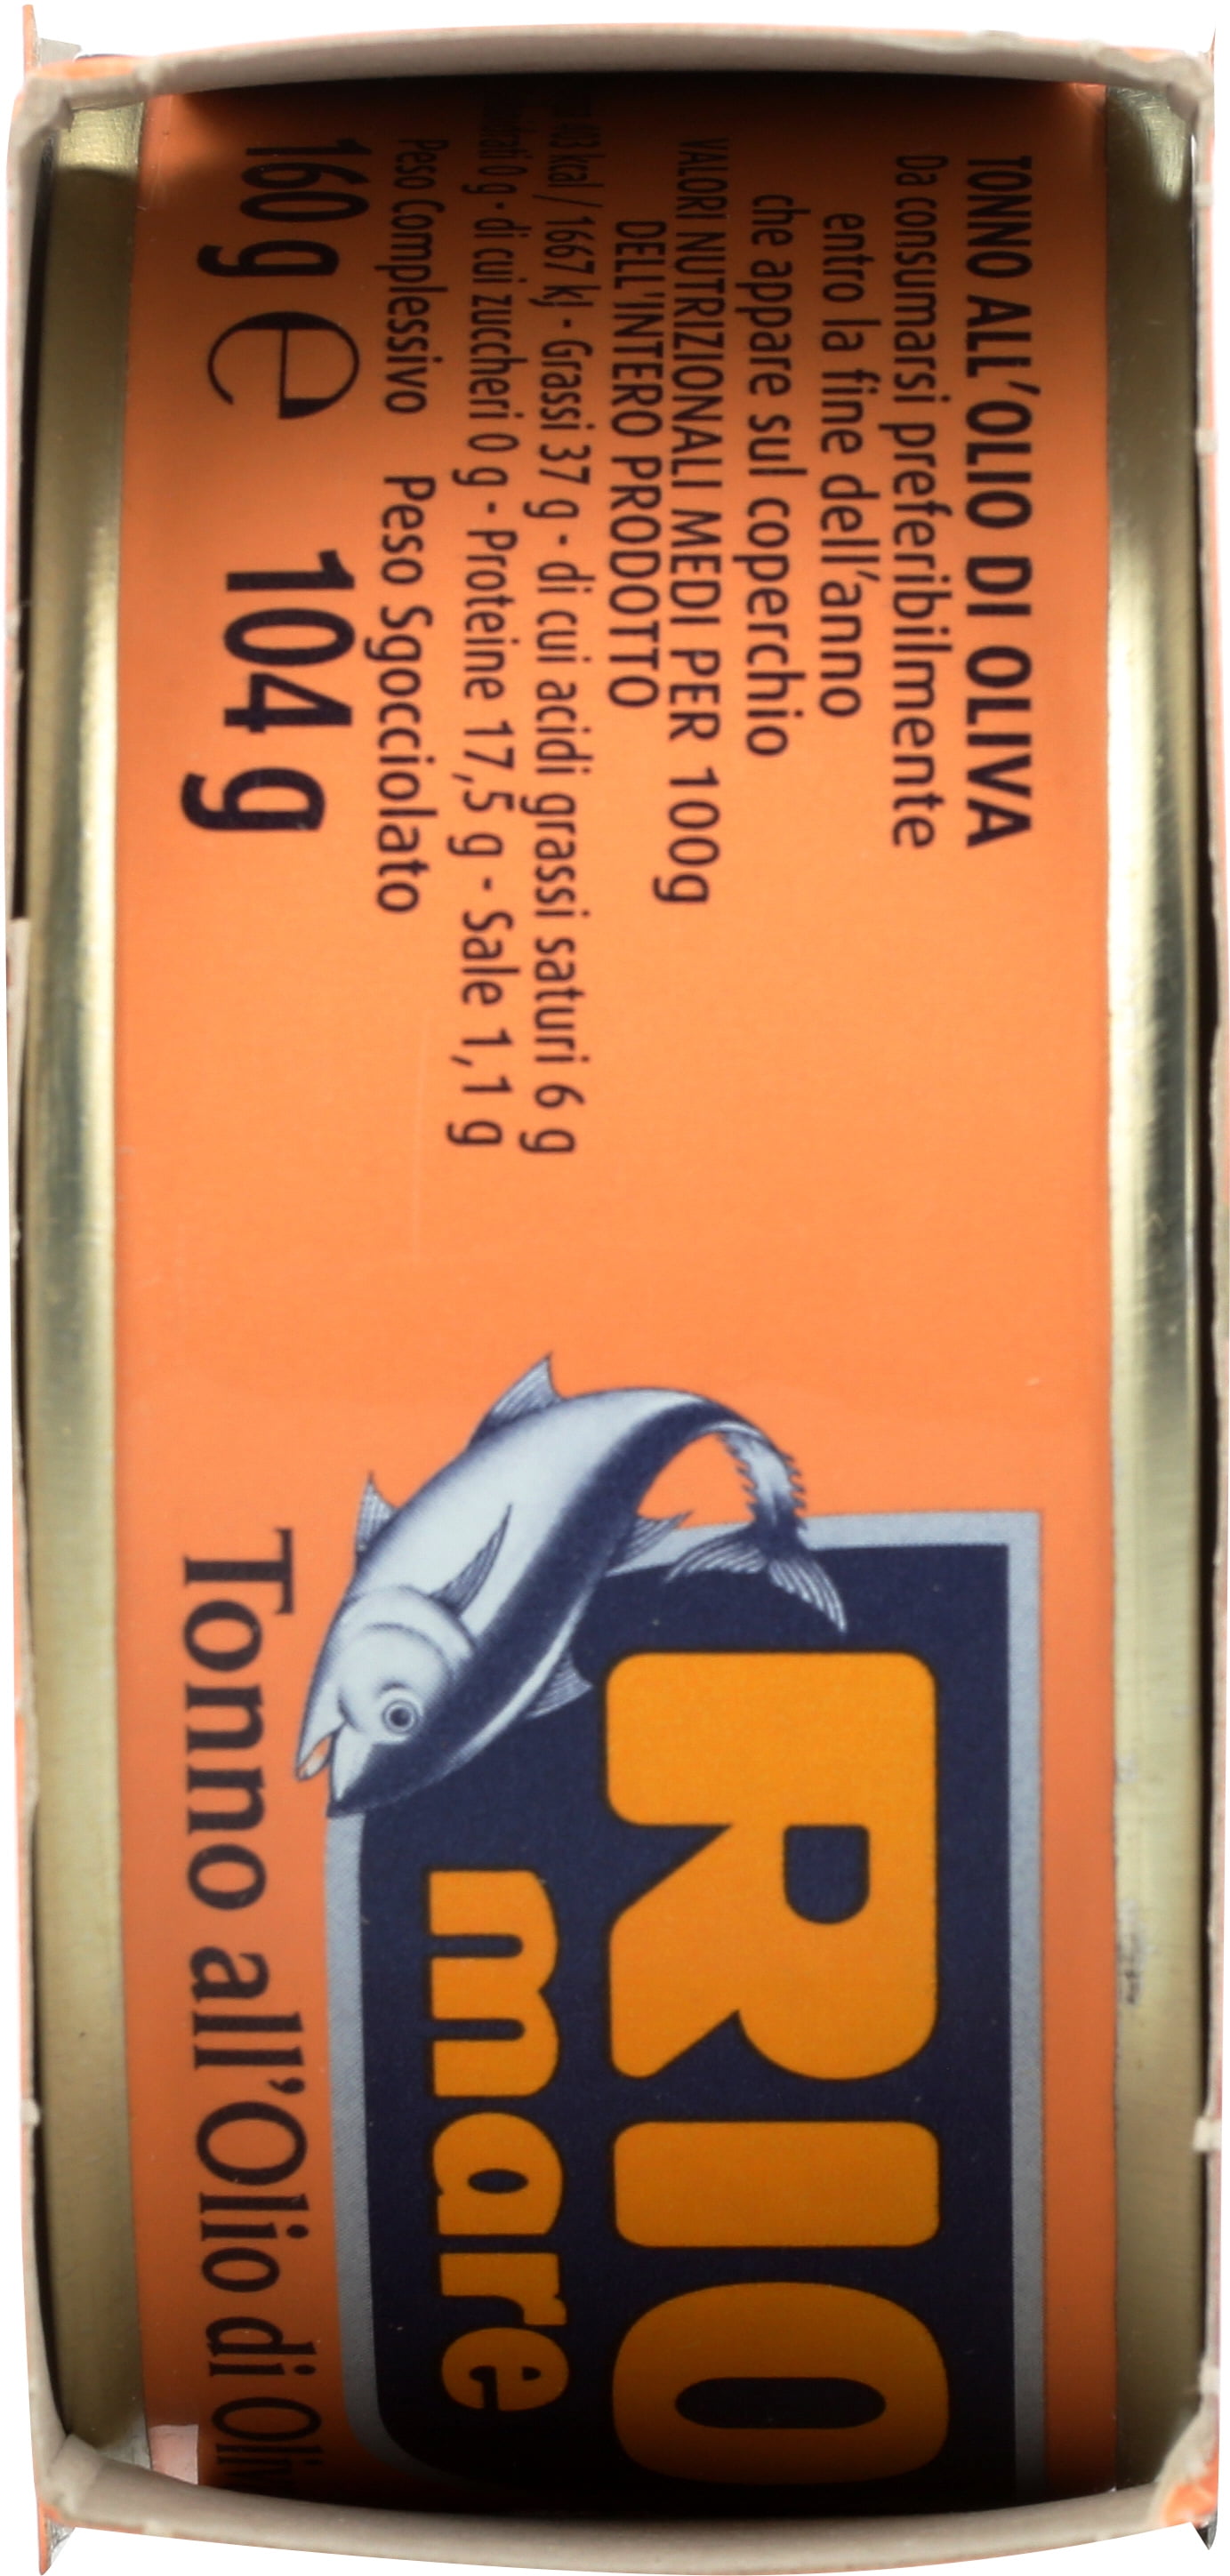 TONNO ALL'OLIO DI OLIVA
Da consumarsi preferibilmente
entro la fine dell'anno
che appare sul coperchio
VALORI NUTRIZIONALI MEDI PER 100g
DELL'INTERO PRODOTTO
403 kcal / 1667 kJ - Grassi 37 g - di cui acidi grassi saturi 6 g
0 g - di cui zuccheri 0 g - Proteine 17,5 g - Sale 1,1 g
Peso Complessivo Peso Sgocciolato
160 g e 104 g
RIO
mare
Tonno all'Olio di